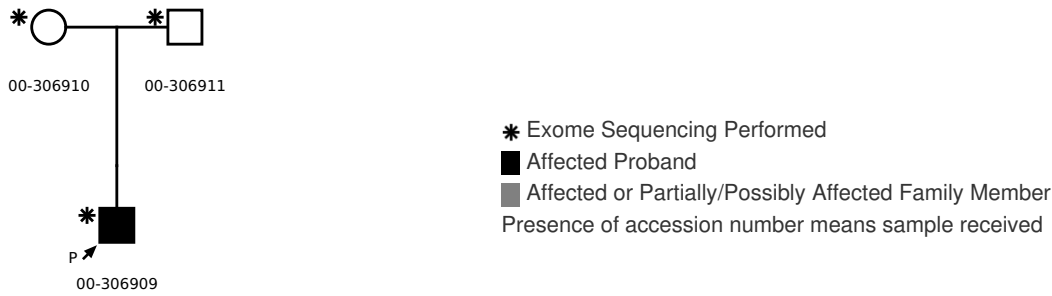 00-306910 00-306911
P
00-306909
Exome Sequencing Performed
Affected Proband
Affected or Partially/Possibly Affected Family Member
Presence of accession number means sample received